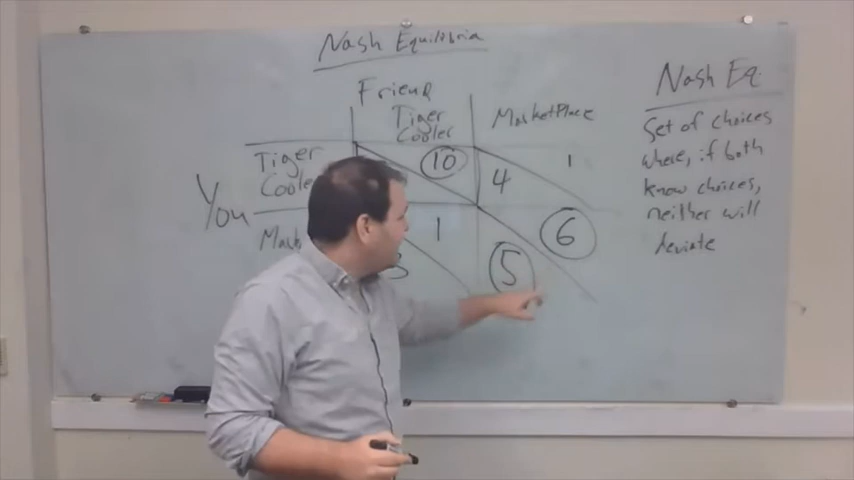 Nash Equilibria
Nash Eq.
Friend
Tiger
Cooler
MarketPlace
Set of choices
where, if both
know choices,
neither will
deviate
Tiger
10
4
1
You
1
6
5